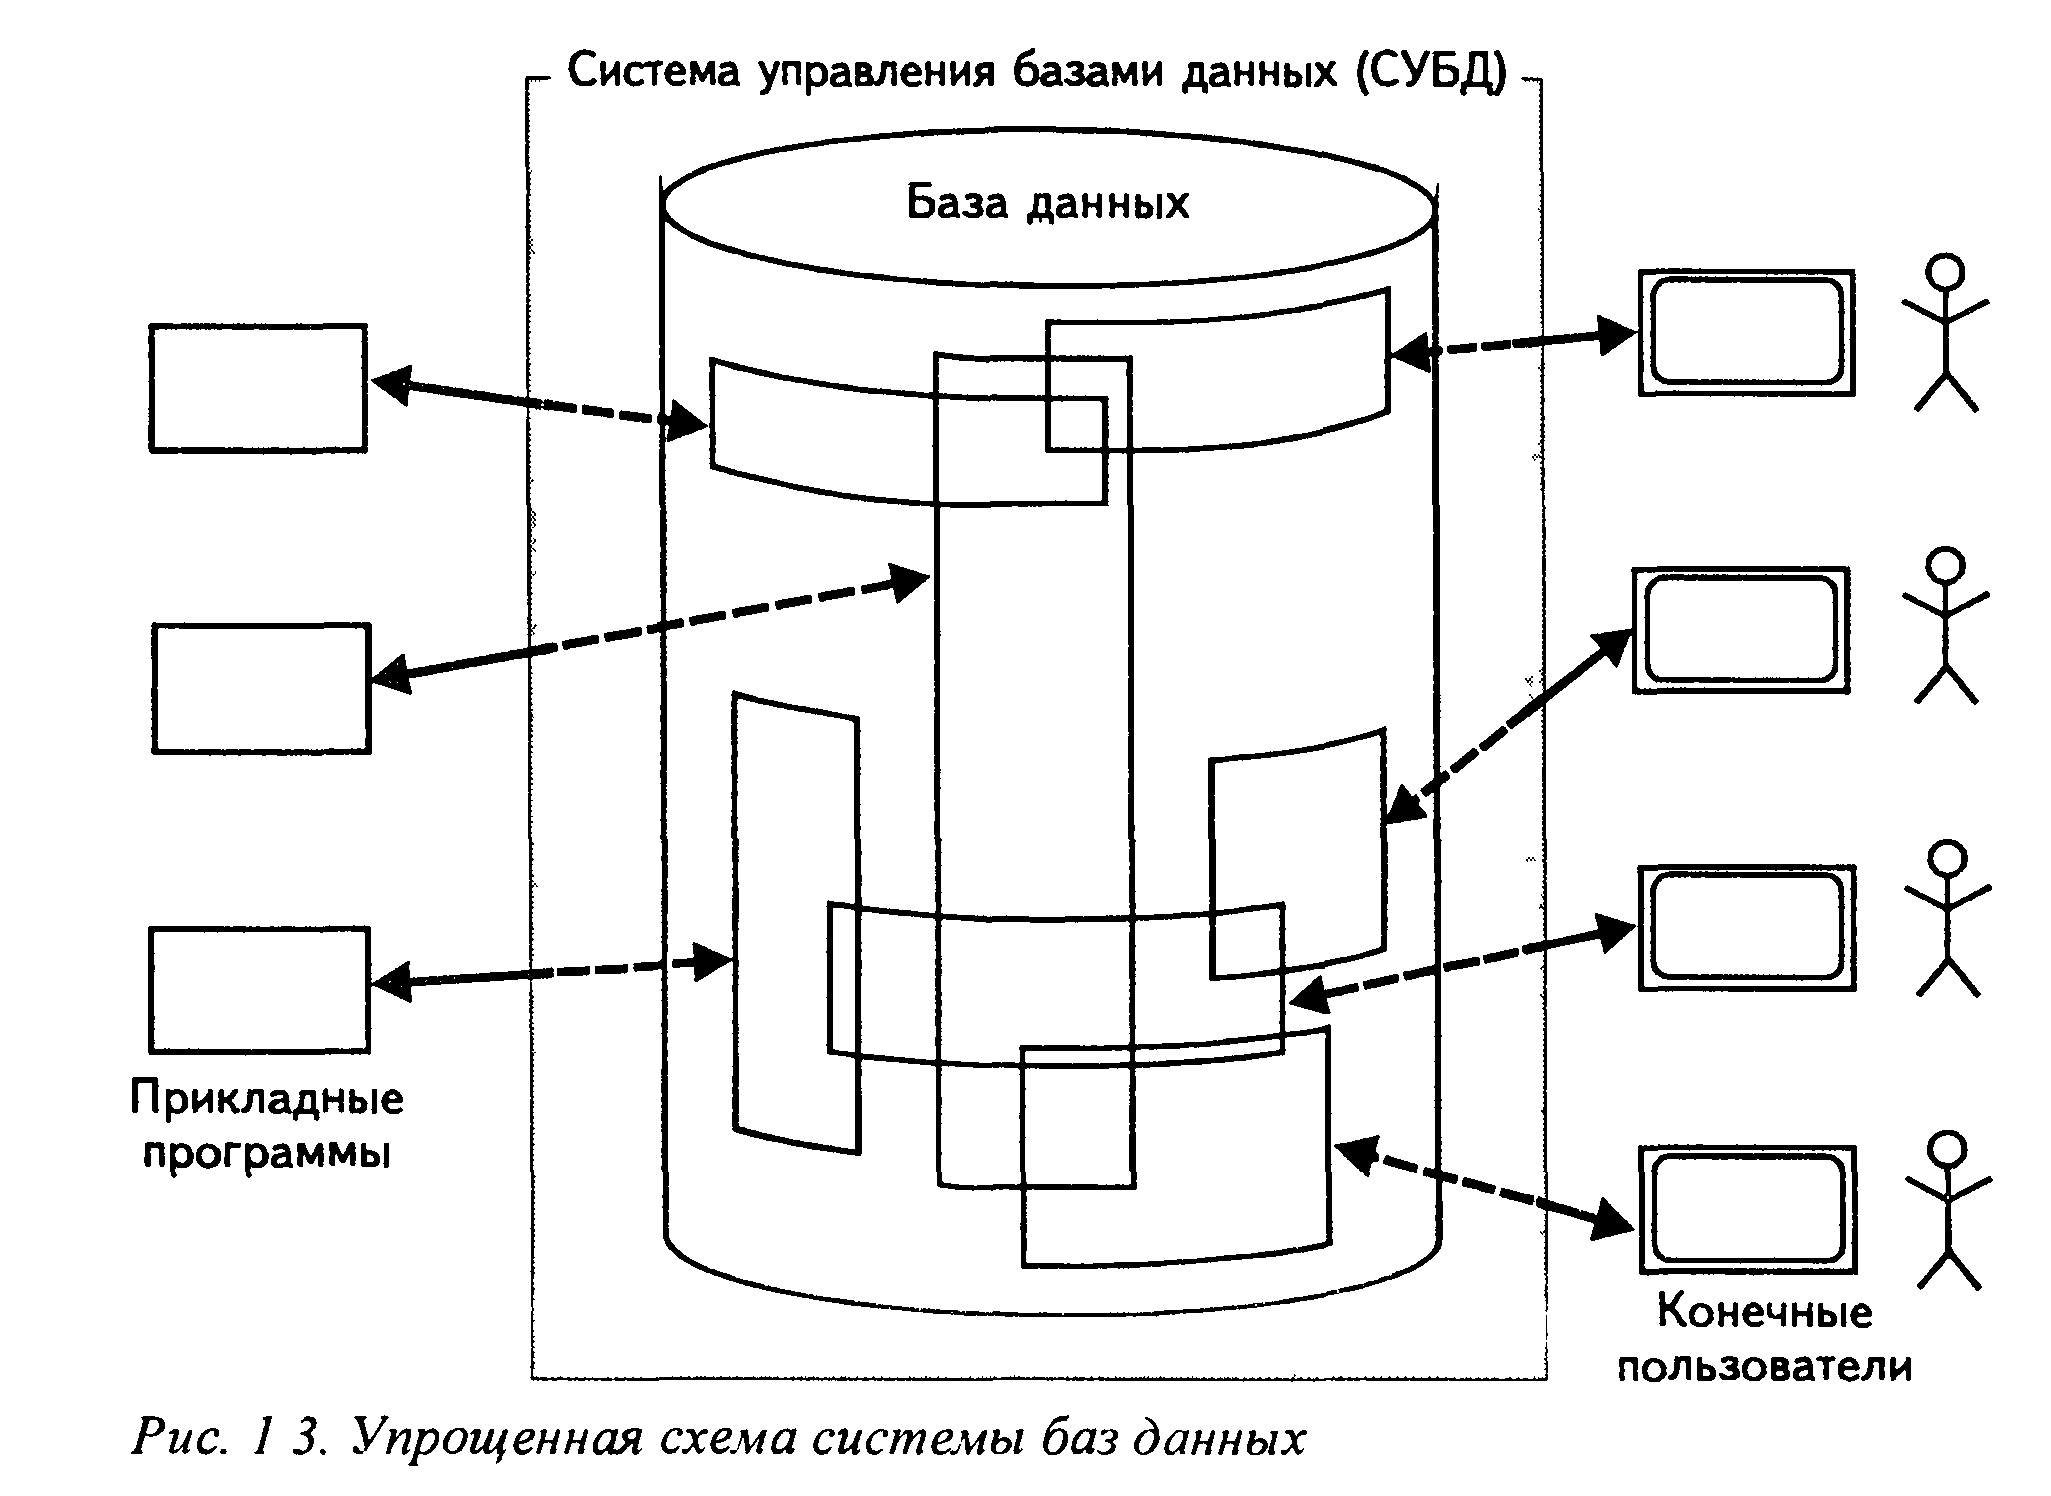 Система управления базами данных (СУБД)
База данных
Прикладные
программы
Конечные
пользователи
Рис. 1 3. Упрощенная схема системы баз данных